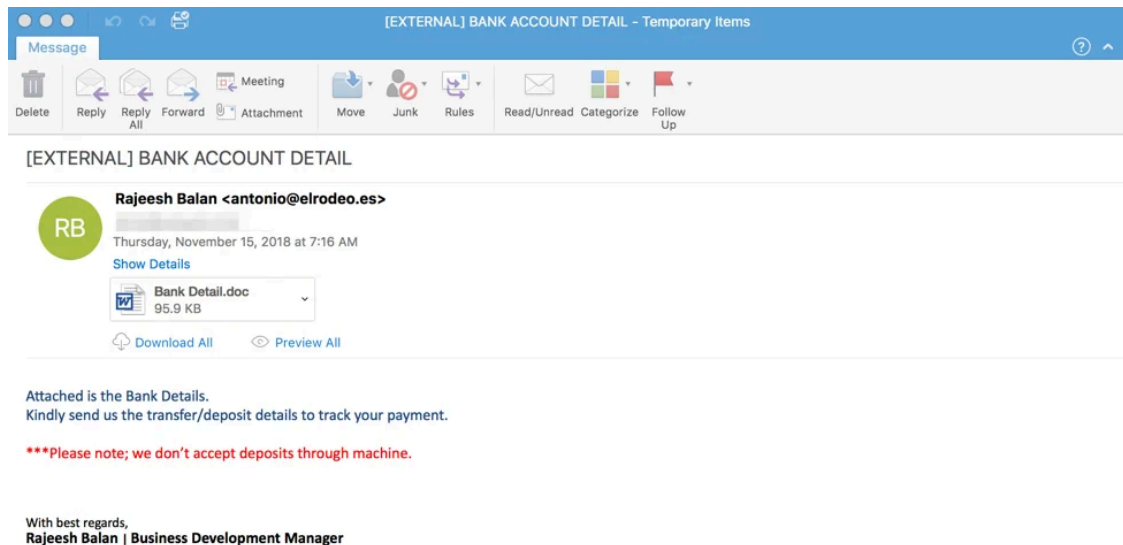 [EXTERNAL] BANK ACCOUNT DETAIL - Temporary Items
Message
Delete
Reply
Reply All
Forward
Meeting
Attachment
Move
Junk
Rules
Read/Unread
Categorize
Follow Up
[EXTERNAL] BANK ACCOUNT DETAIL
RB
Rajeesh Balan <antonio@elrodeo.es>
Thursday, November 15, 2018 at 7:16 AM
Show Details
Bank Detail.doc
95.9 KB
Download All
Preview All
Attached is the Bank Details.
Kindly send us the transfer/deposit details to track your payment.
***Please note; we don't accept deposits through machine.
With best regards,
Rajeesh Balan | Business Development Manager